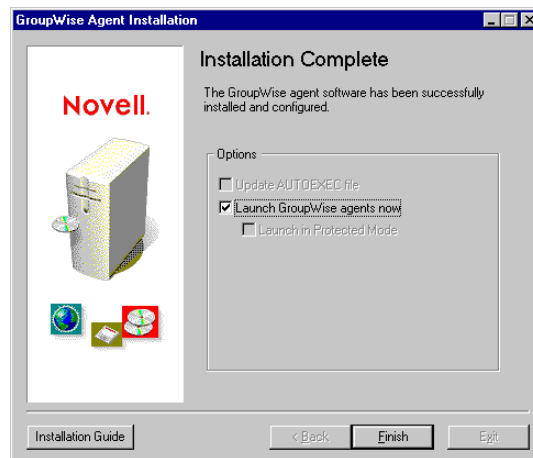 GroupWise Agent Installation
Novell.
Installation Complete
The GroupWise agent software has been successfully
installed and configured.
Options
Update AUTOEXEC file
Launch GroupWise agents now
Launch in Protected Mode
Installation Guide
< Back
Finish
Exit